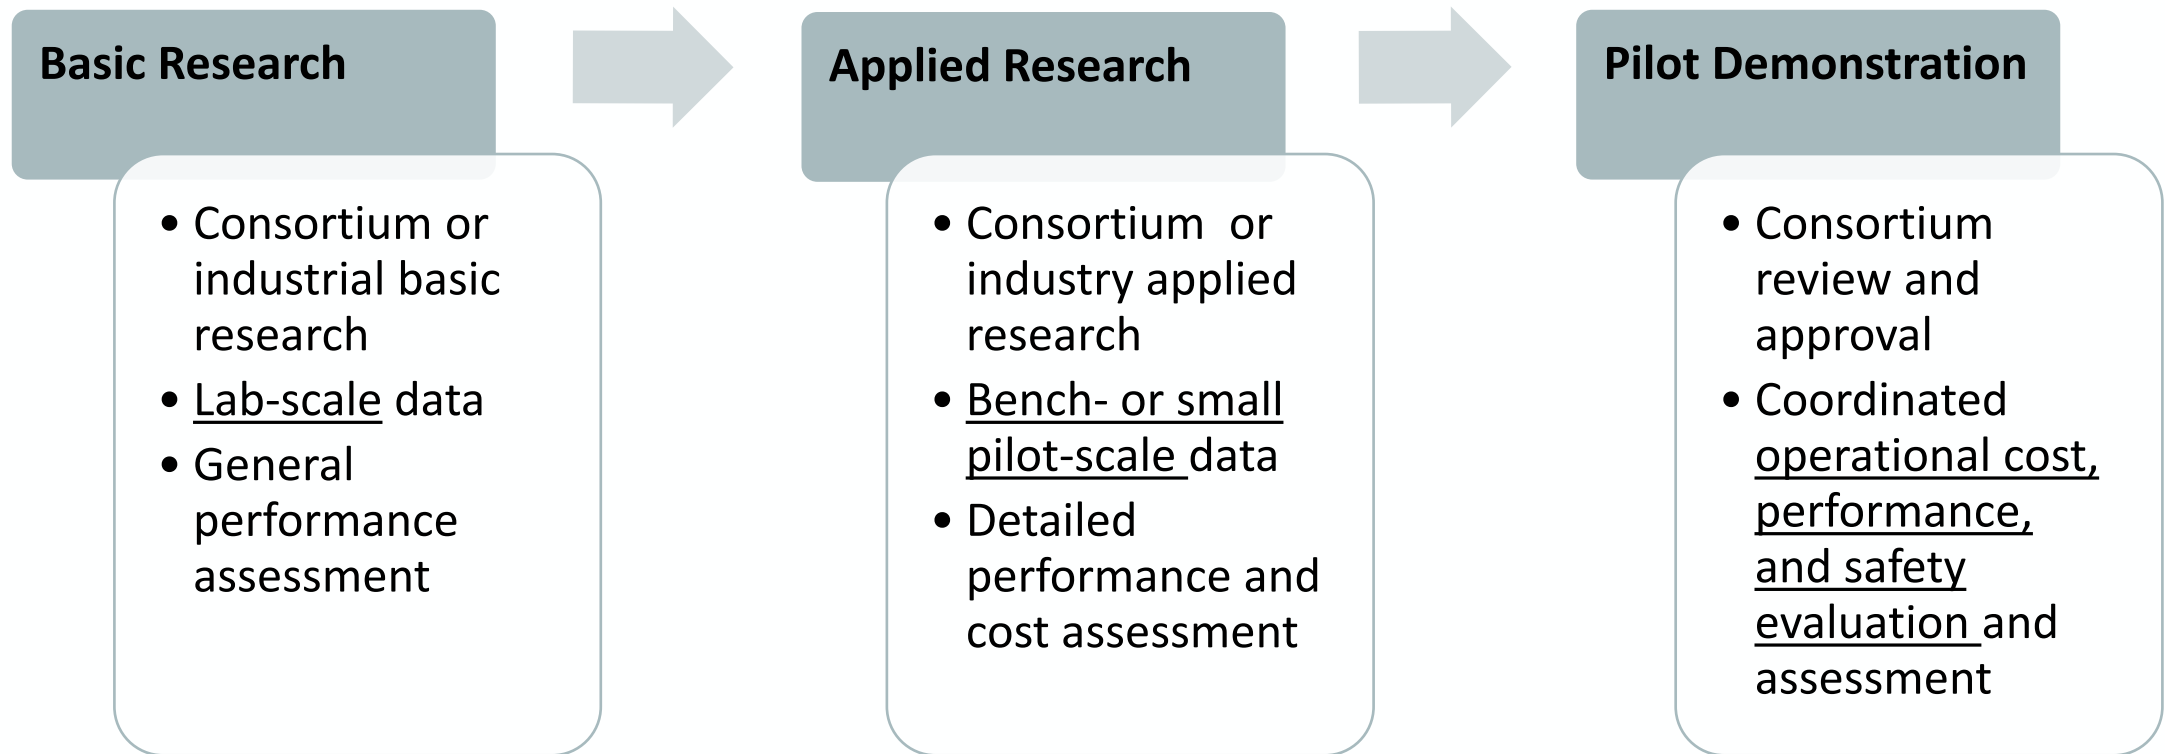 Basic Research
• Consortium or
industrial basic
research
• Lab-scale data
• General
performance
assessment
Applied Research
• Consortium or
industry applied
research
• Bench- or small
pilot-scale data
• Detailed
performance and
cost assessment
Pilot Demonstration
• Consortium
review and
approval
• Coordinated
operational cost,
performance,
and safety
evaluation and
assessment